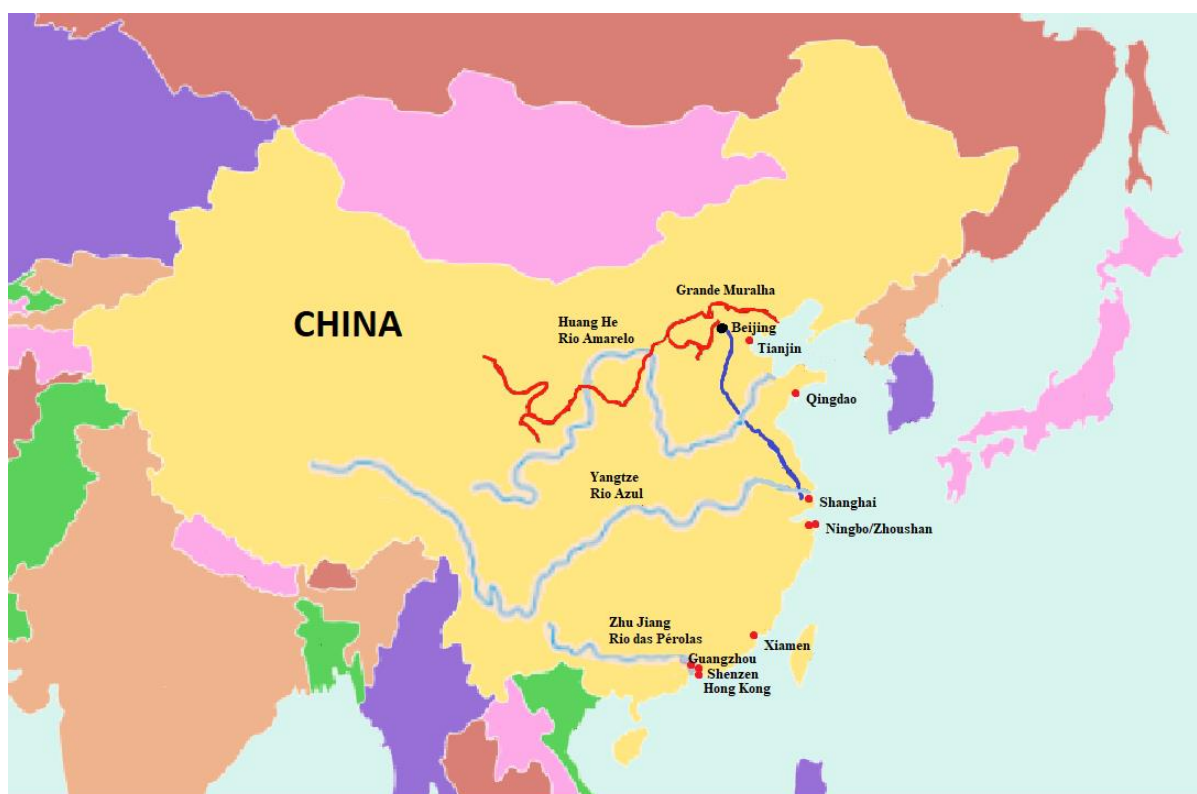 Grande Muralha
CHINA
Huang He
Rio Amarelo
Beijing
Tianjin
Qingdao
Yangtze
Rio Azul
Shanghai
Ningbo/Zhoushan
Zhu Jiang
Rio das Pérolas
Xiamen
Guangzhou
Shenzen
Hong Kong